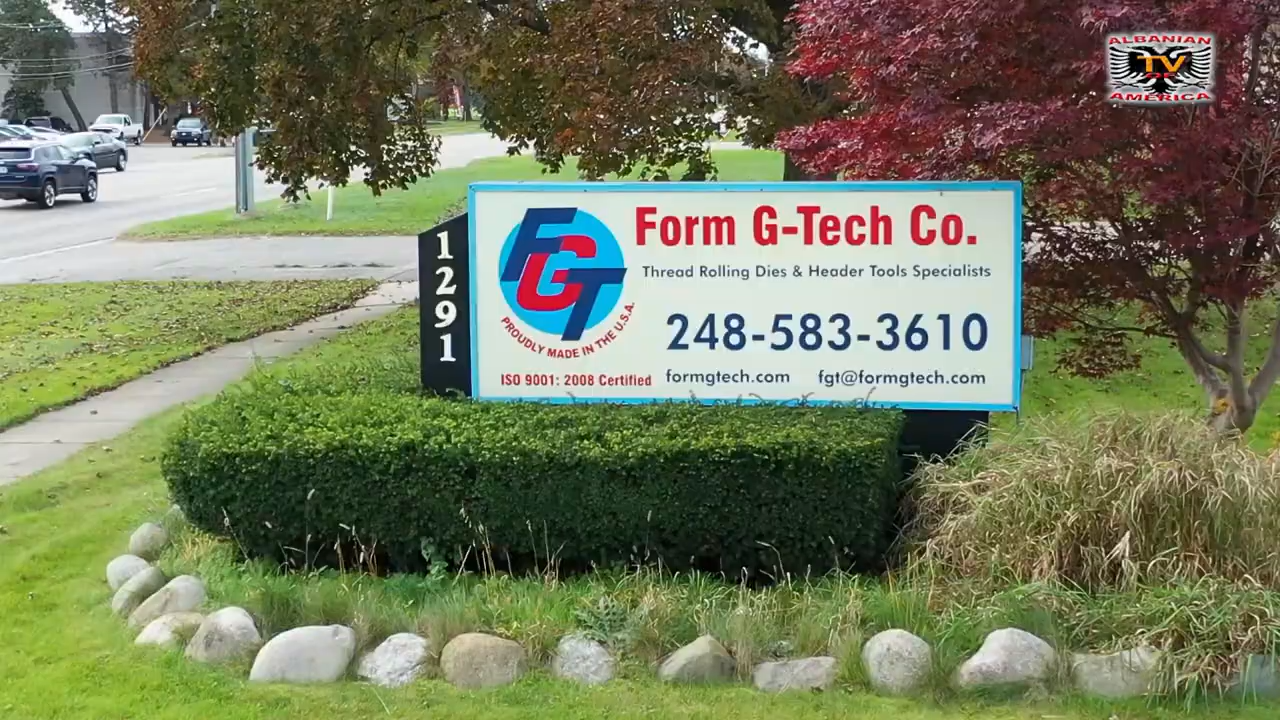 ALBANIAN
TV
OF
AMERICA
1291
FGT
PROUDLY MADE IN THE U.S.A.
ISO 9001: 2008 Certified
Form G-Tech Co.
Thread Rolling Dies & Header Tools Specialists
248-583-3610
formgtech.com fgt@formgtech.com